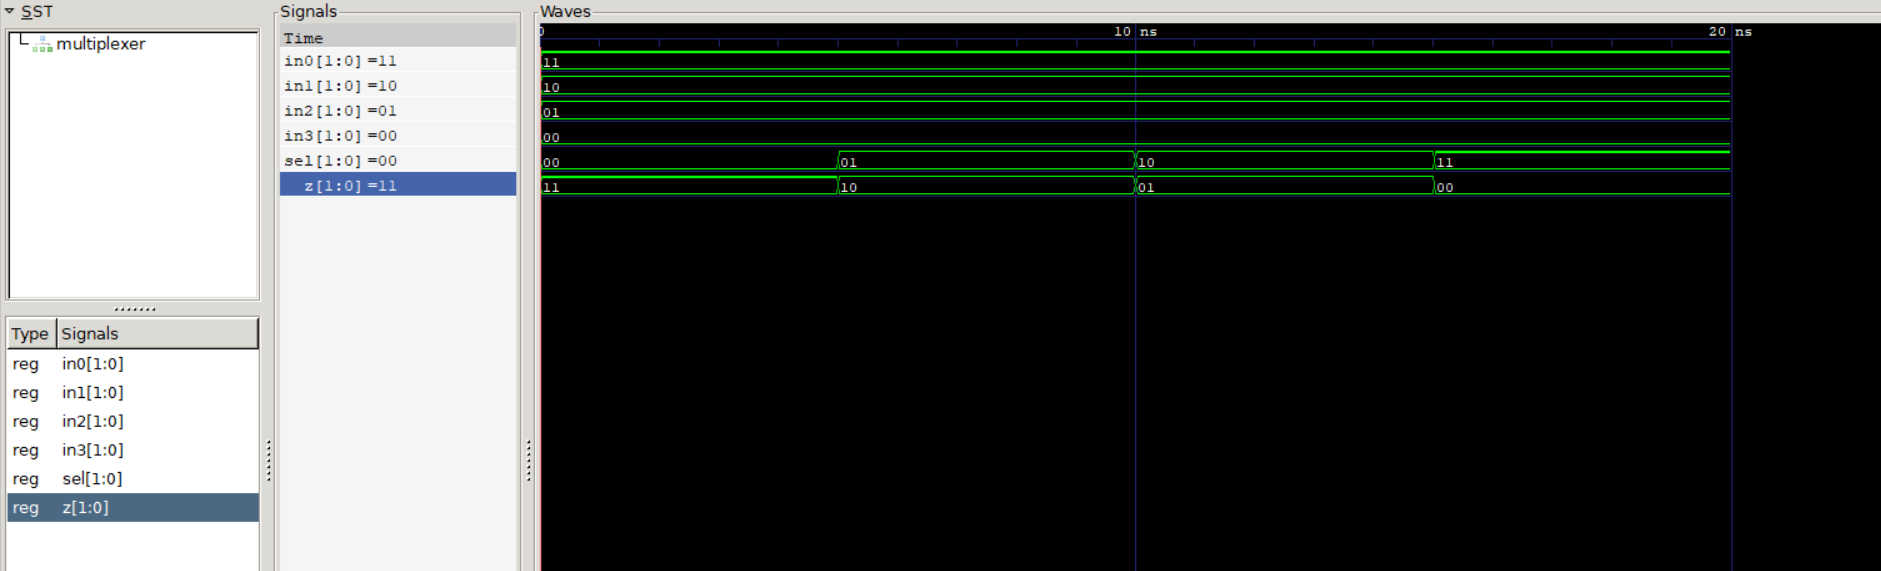 SST
multiplexer
Type Signals
reg in0[1:0]
reg in1[1:0]
reg in2[1:0]
reg in3[1:0]
reg sel[1:0]
reg z[1:0]
Signals
Time
in0[1:0] =11
in1[1:0] =10
in2[1:0] =01
in3[1:0] =00
sel[1:0] =00
z[1:0] =11
Waves
0 10 ns 20 ns
11
10
01
00
00 01 10 11
11 10 01 00